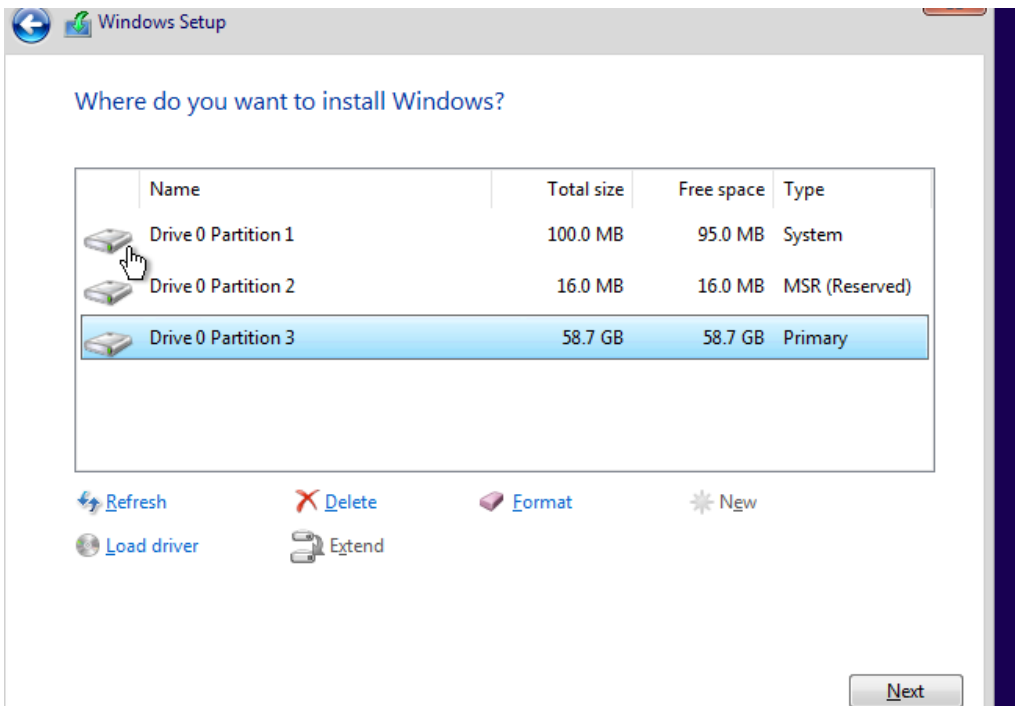 Windows Setup
Where do you want to install Windows?
Name Total size Free space Type
Drive 0 Partition 1 100.0 MB 95.0 MB System
Drive 0 Partition 2 16.0 MB 16.0 MB MSR (Reserved)
Drive 0 Partition 3 58.7 GB 58.7 GB Primary
Refresh Delete Format New
Load driver Extend
Next